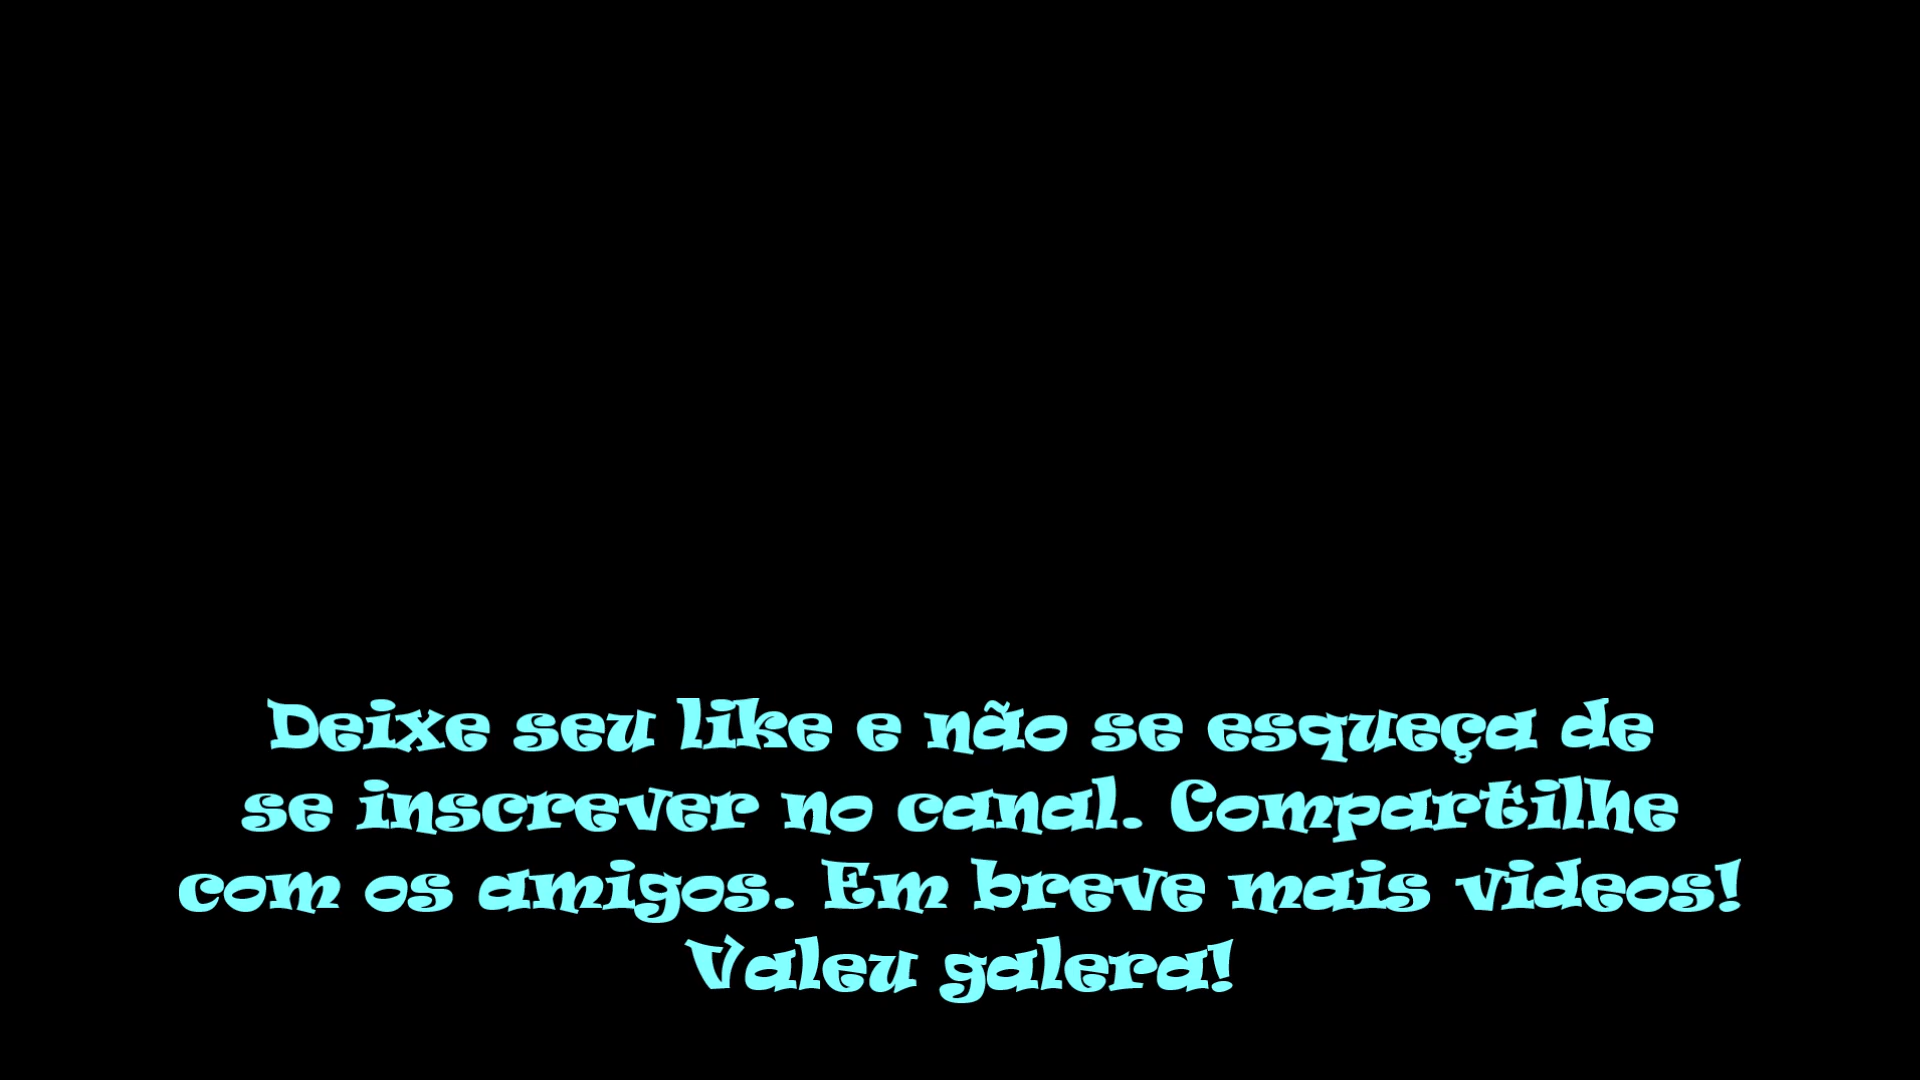 Deixe seu like e não se esqueça de
se inscrever no canal. Compartilhe
com os amigos. Em breve mais videos!
Valeu galera!